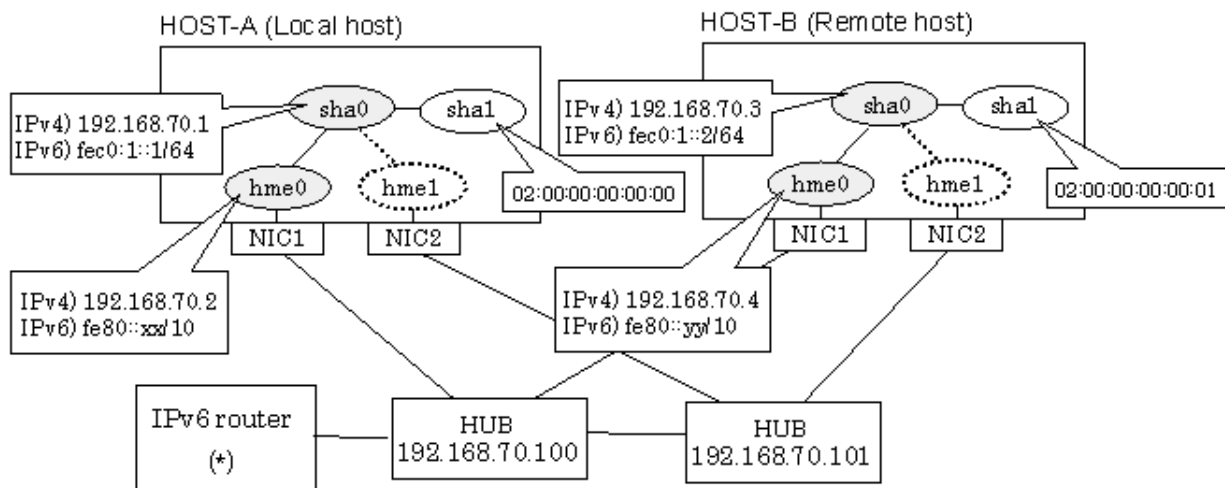 HOST-A (Local host)
HOST-B (Remote host)
IPv4) 192.168.70.1
IPv6) fec0:1::1/64
sha0
sha1
hme0
hme1
02:00:00:00:00:00
NIC1
NIC2
IPv4) 192.168.70.2
IPv6) fe80::xx/10
IPv4) 192.168.70.3
IPv6) fec0:1::2/64
sha0
sha1
hme0
hme1
02:00:00:00:00:01
NIC1
NIC2
IPv4) 192.168.70.4
IPv6) fe80::yy/10
IPv6 router
(*)
HUB
192.168.70.100
HUB
192.168.70.101